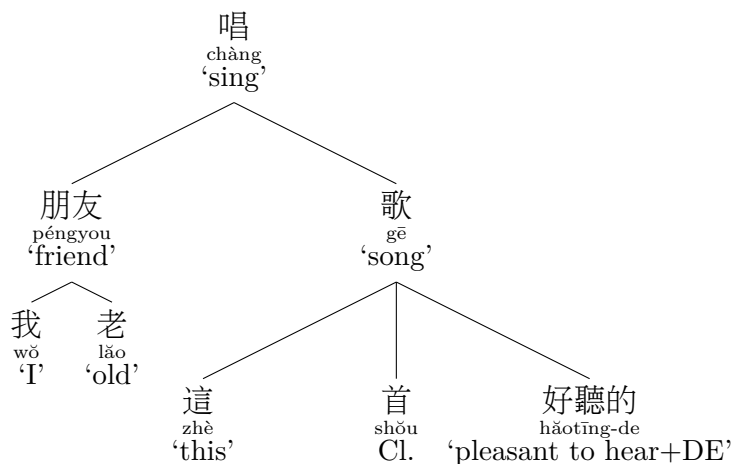 唱
chàng
‘sing’
朋友
péngyou
‘friend’
歌
gē
‘song’
我
wǒ
‘I’
老
lǎo
‘old’
這
zhè
‘this’
首
shǒu
Cl.
好聽的
hǎotīng-de
‘pleasant to hear+DE’